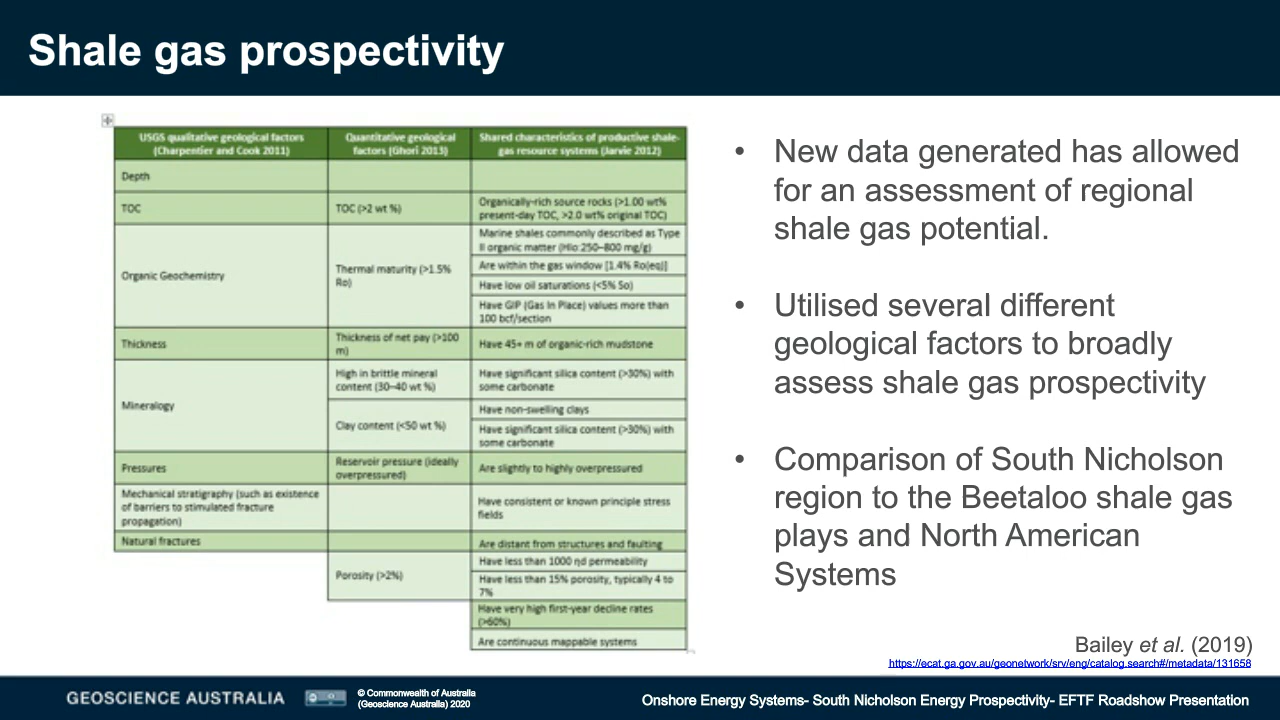 Shale gas prospectivity
USGS qualitative geological factors
(Charpentier and Cook 2011)
Quantitative geological
factors (Ghori 2013)
Shared characteristics of productive shale-
gas resource systems (Jarvie 2012)
Depth
TOC
TOC (>2 wt %)
Organically-rich source rocks (>1.00 wt%
present-day TOC, >2.0 wt% original TOC)
Organic Geochemistry
Thermal maturity (>1.5%
Ro)
Marine shales commonly described as Type
II organic matter (HIo:250–800 mg/g)
Are within the gas window [1.4% Ro(eq)]
Have low oil saturations (<5% So)
Have GIP (Gas In Place) values more than
100 bcf/section
Thickness
Thickness of net pay (>100
m)
Have 45+ m of organic-rich mudstone
Mineralogy
High in brittle mineral
content (30–40 wt %)
Have significant silica content (>30%) with
some carbonate
Clay content (<50 wt %)
Have non-swelling clays
Have significant silica content (>30%) with
some carbonate
Pressures
Reservoir pressure (ideally
overpressured)
Are slightly to highly overpressured
Mechanical stratigraphy (such as existence
of barriers to stimulated fracture
propagation)
Have consistent or known principle stress
fields
Natural fractures
Are distant from structures and faulting
Porosity (>2%)
Have less than 1000 ηd permeability
Have less than 15% porosity, typically 4 to
7%
Have very high first-year decline rates
(>60%)
Are continuous mappable systems
• New data generated has allowed
for an assessment of regional
shale gas potential.
• Utilised several different
geological factors to broadly
assess shale gas prospectivity
• Comparison of South Nicholson
region to the Beetaloo shale gas
plays and North American
Systems
Bailey et al. (2019)
https://ecat.ga.gov.au/geonetwork/srv/eng/catalog.search#/metadata/131658
GEOSCIENCE AUSTRALIA
© Commonwealth of Australia
(Geoscience Australia) 2020
Onshore Energy Systems- South Nicholson Energy Prospectivity- EFTF Roadshow Presentation